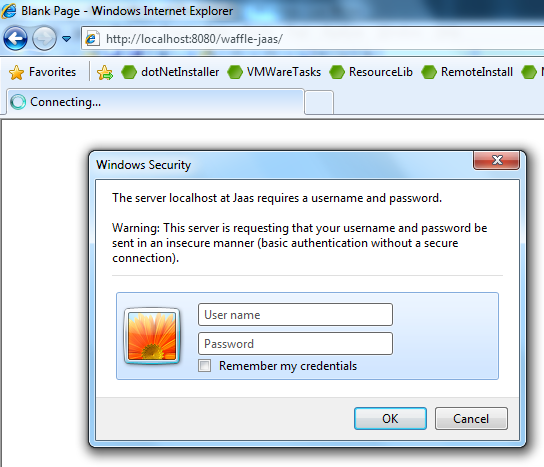 Blank Page - Windows Internet Explorer
http://localhost:8080/waffle-jaas/
Favorites dotNetInstaller VMWareTasks ResourceLib RemoteInstall
Connecting...
Windows Security
The server localhost at Jaas requires a username and password.
Warning: This server is requesting that your username and password be
sent in an insecure manner (basic authentication without a secure
connection).
User name
Password
Remember my credentials
OK Cancel